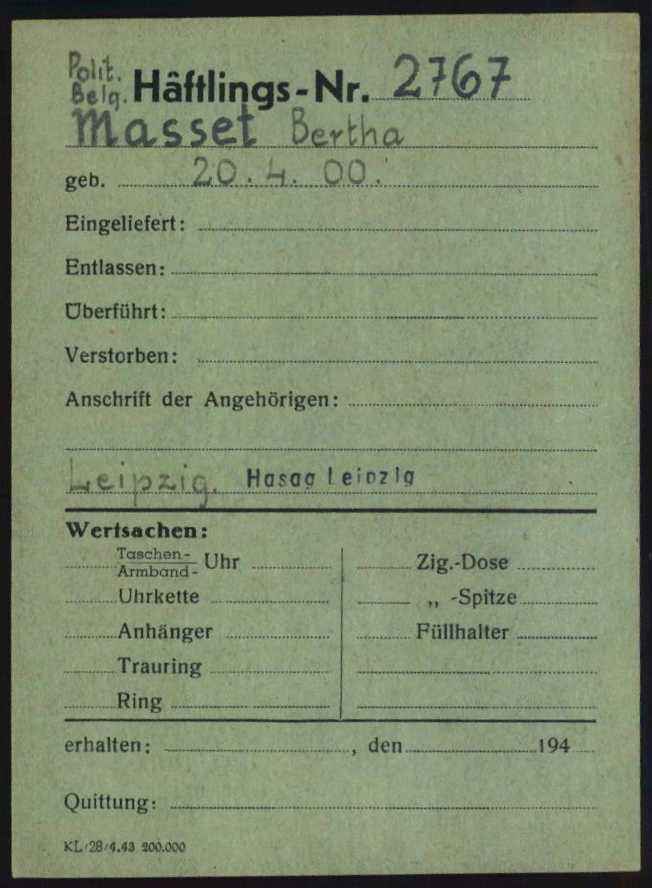 Polit.
Belg. Häftlings-Nr. 2767
Masset Bertha
geb. 20. 4. 00.
Eingeliefert:
Entlassen:
Überführt:
Verstorben:
Anschrift der Angehörigen:
Leipzig. Hasag Leipzig
Wertsachen:
Taschen-
Armband- Uhr
Zig.-Dose
Uhrkette
„ -Spitze
Anhänger
Füllhalter
Trauring
Ring
erhalten: , den 194
Quittung:
KL/28/4.43 200.000